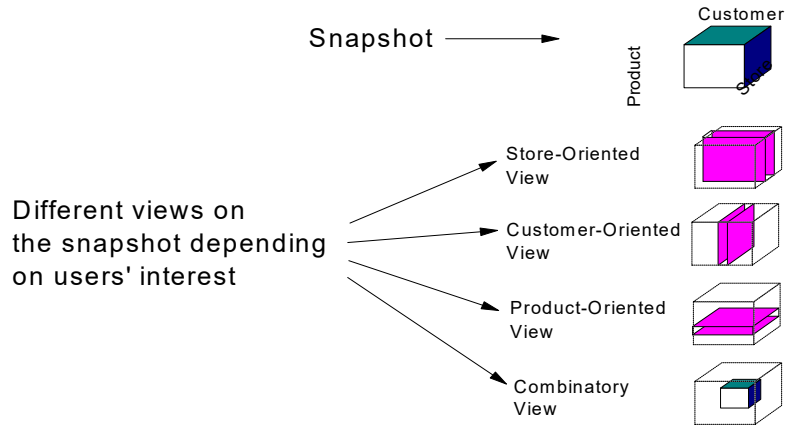 Customer
Snapshot
Product
Store
Store-Oriented
View
Different views on
the snapshot depending
on users' interest
Customer-Oriented
View
Product-Oriented
View
Combinatory
View